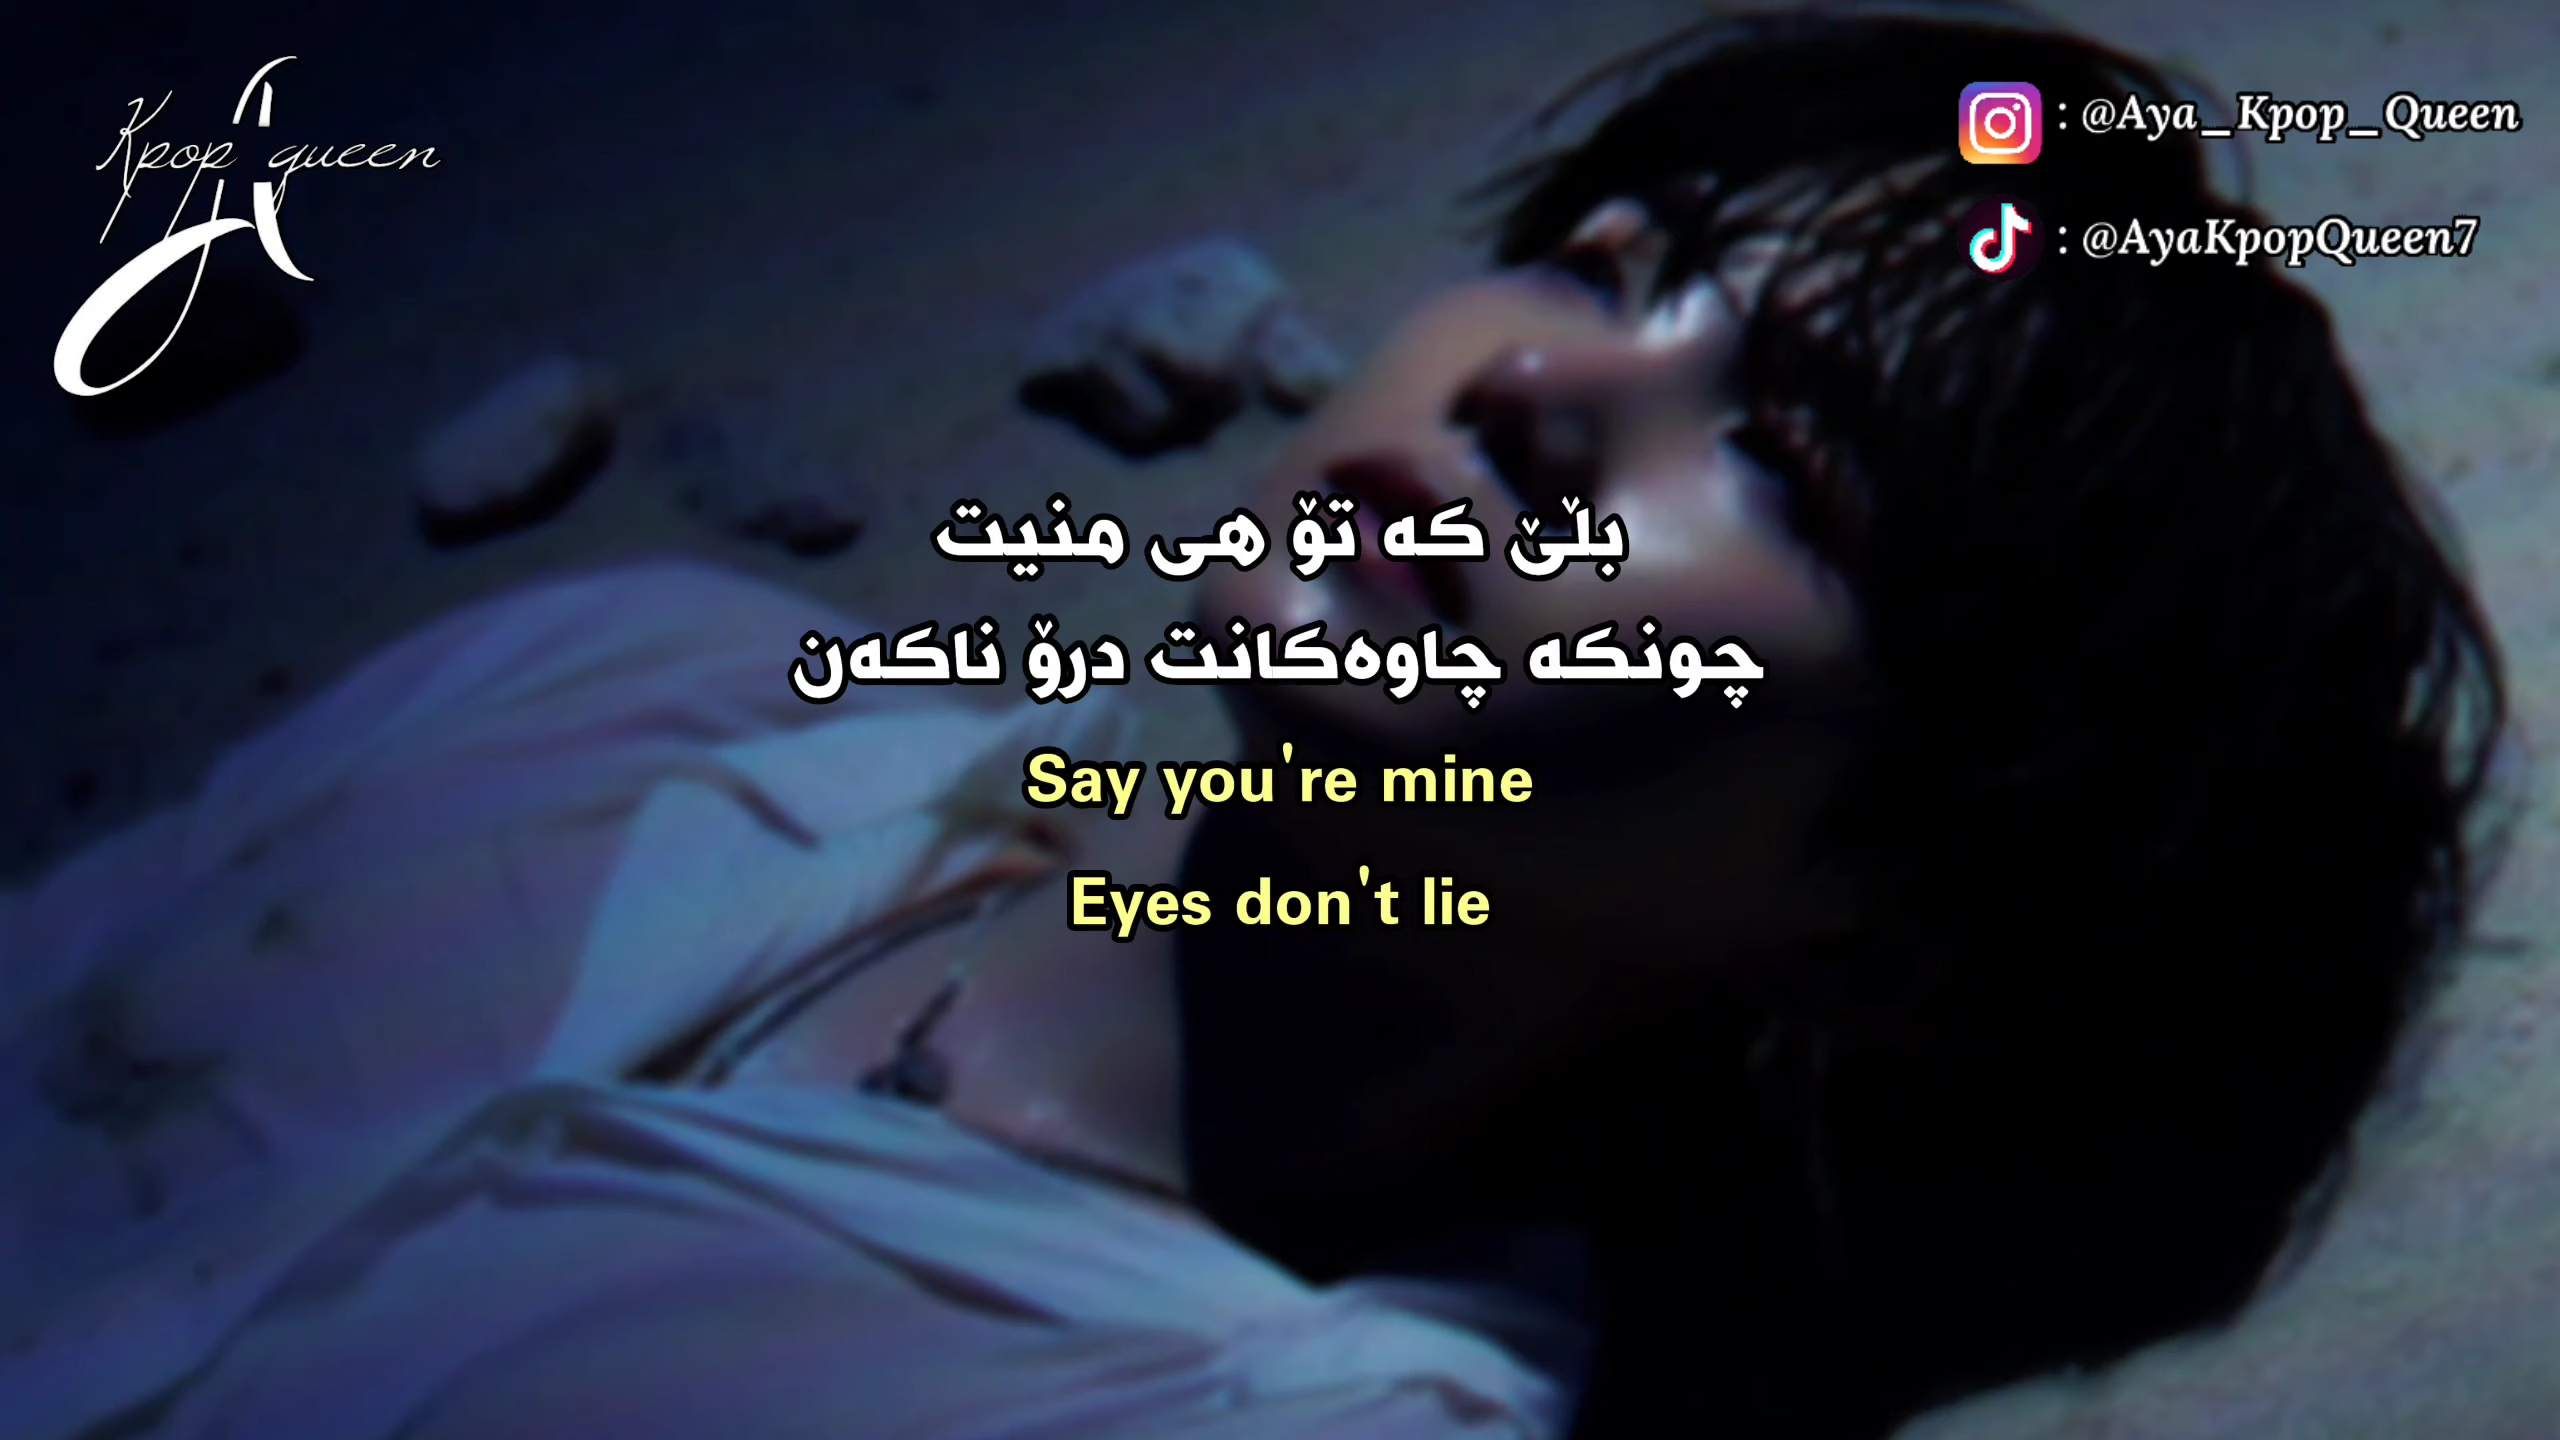 Kpop queen
A
: @Aya_Kpop_Queen
: @AyaKpopQueen7
بڵێ کە تۆ هی منیت
چونکە چاوەکانت درۆ ناکەن
Say you're mine
Eyes don't lie